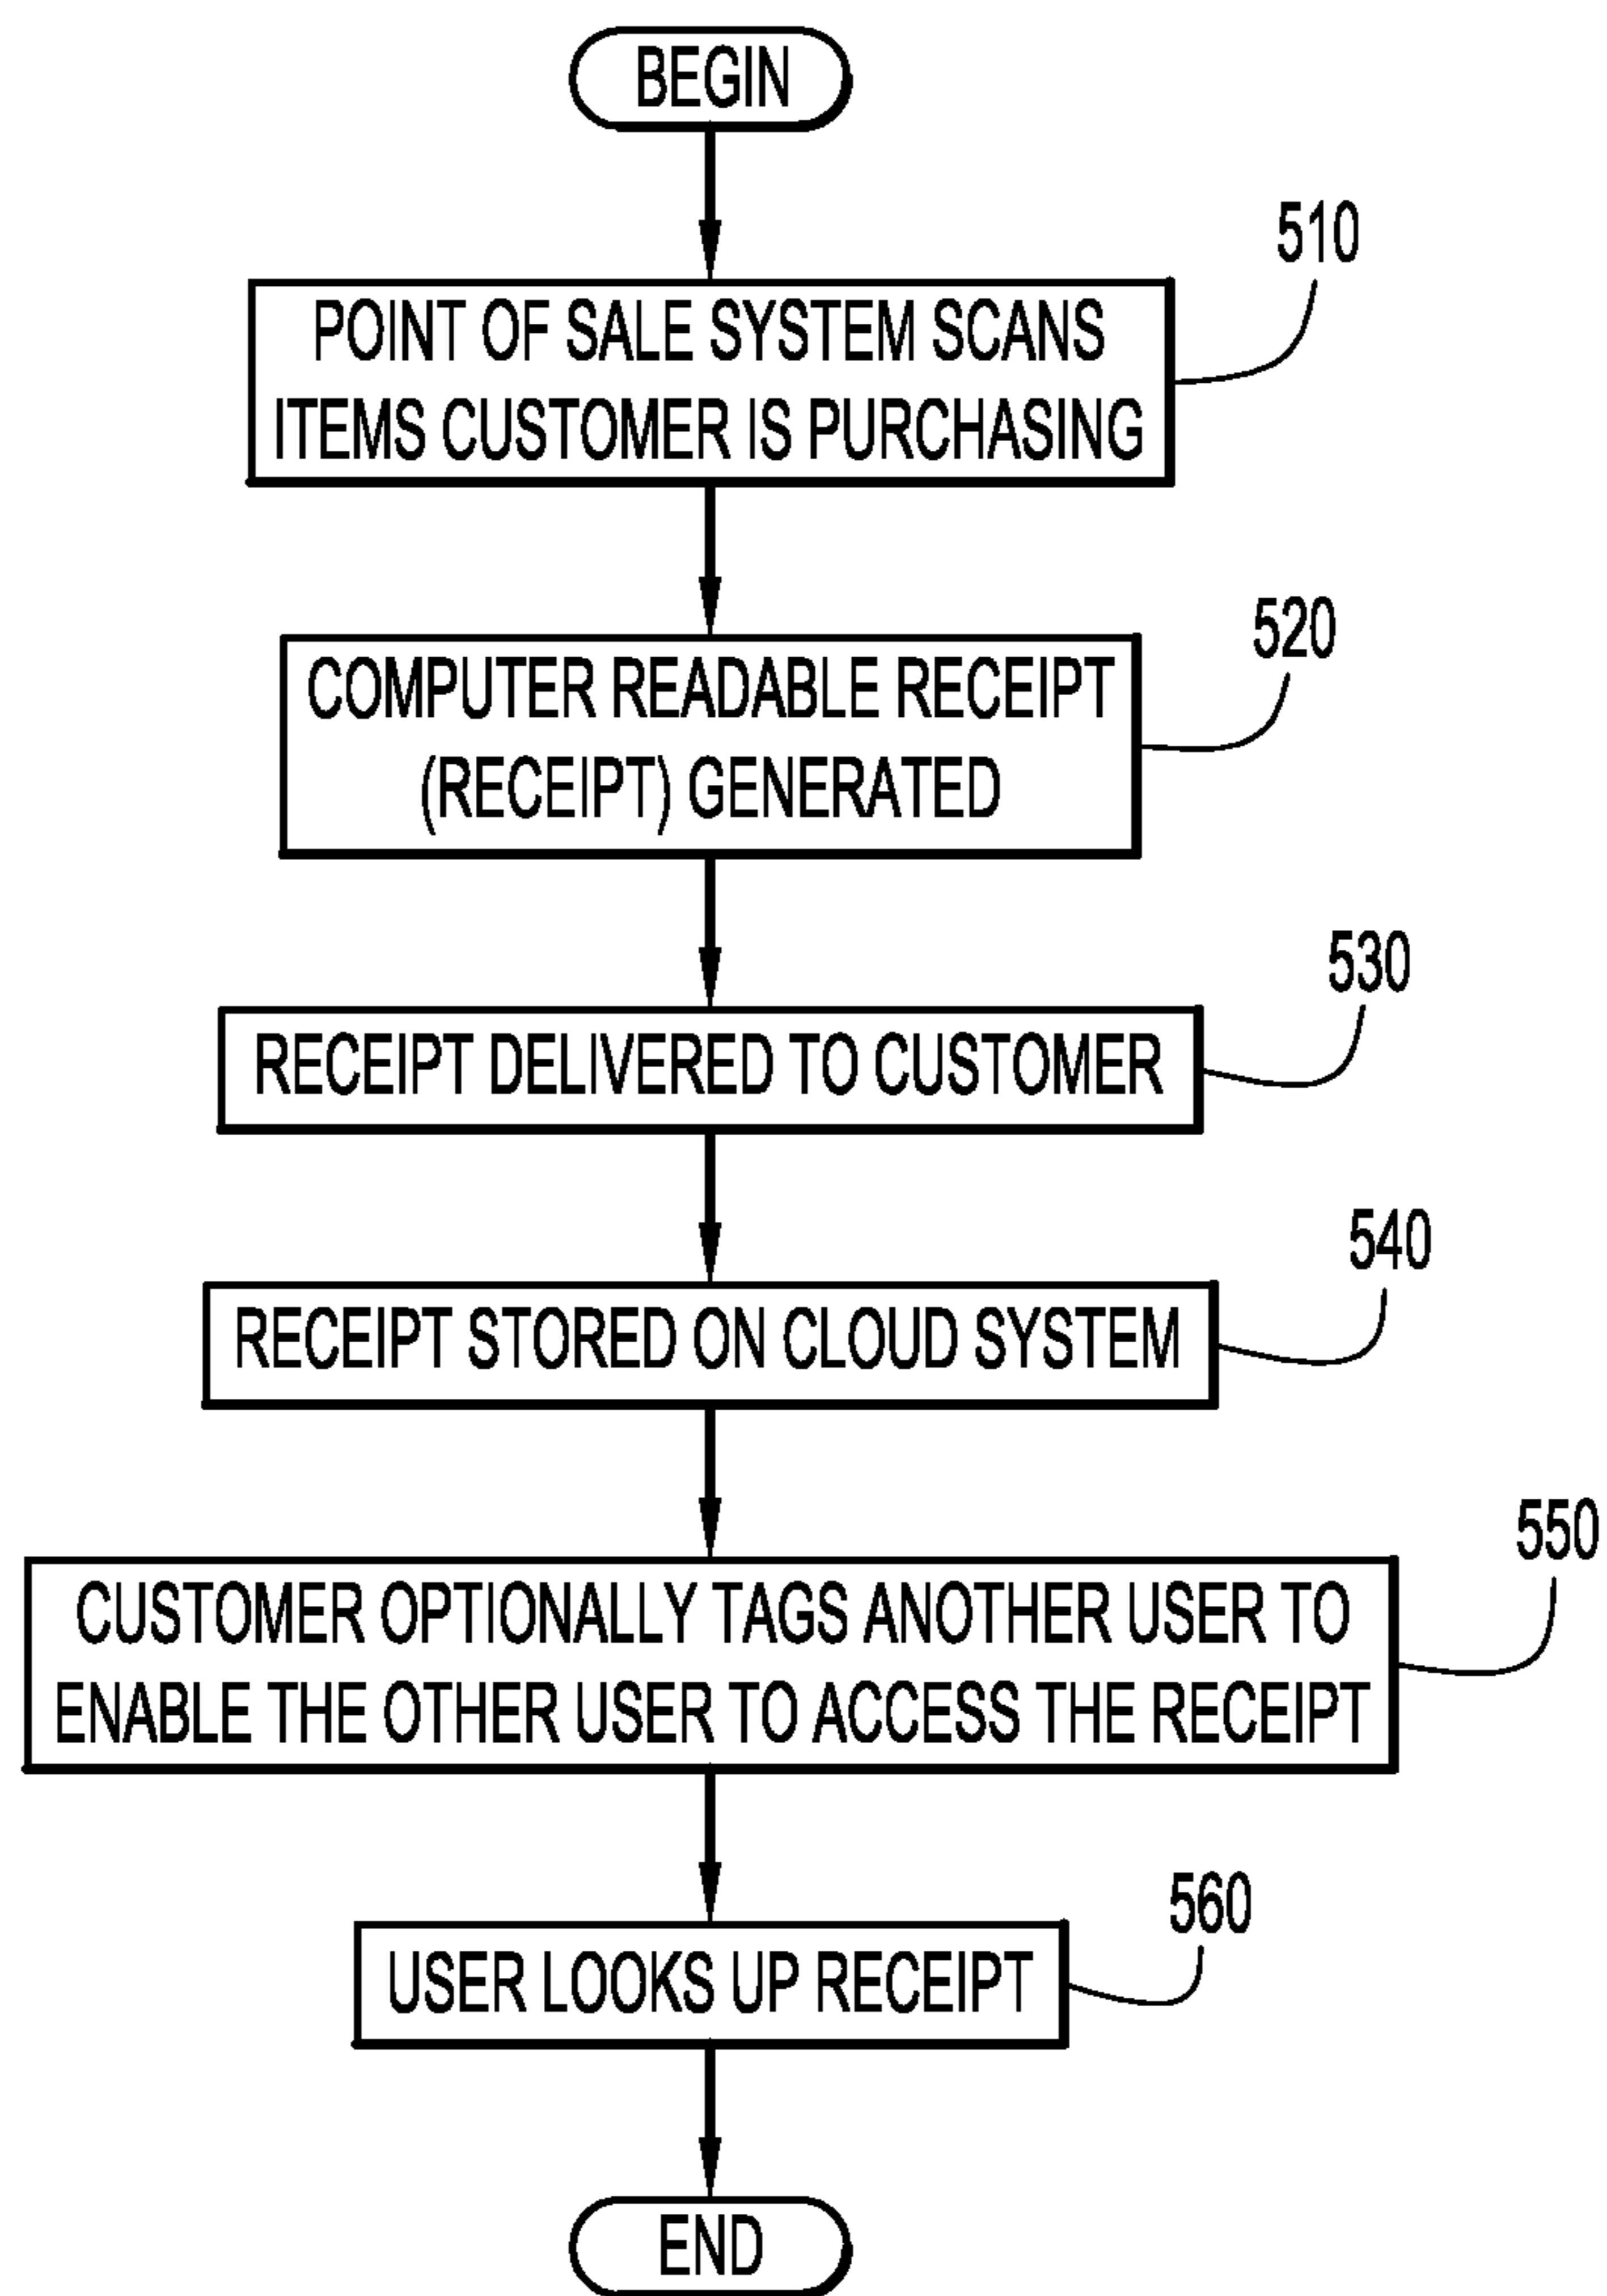 BEGIN
510
POINT OF SALE SYSTEM SCANS
ITEMS CUSTOMER IS PURCHASING
520
COMPUTER READABLE RECEIPT
(RECEIPT) GENERATED
530
RECEIPT DELIVERED TO CUSTOMER
540
RECEIPT STORED ON CLOUD SYSTEM
550
CUSTOMER OPTIONALLY TAGS ANOTHER USER TO
ENABLE THE OTHER USER TO ACCESS THE RECEIPT
560
USER LOOKS UP RECEIPT
END